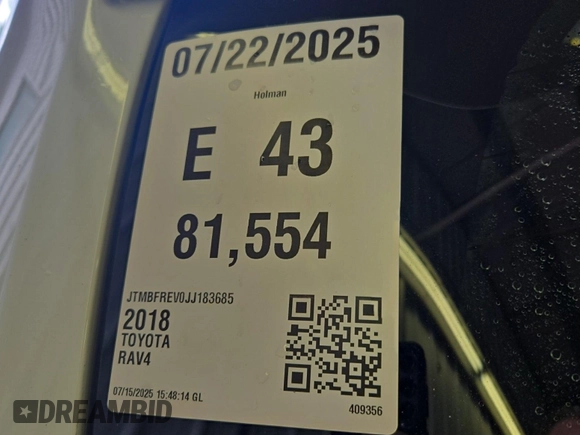 07/22/2025
Holman
E 43
81,554
JTMBFREV0JJ183685
2018
TOYOTA
RAV4
07/15/2025 15:48:14 GL
409356
DREAMBID